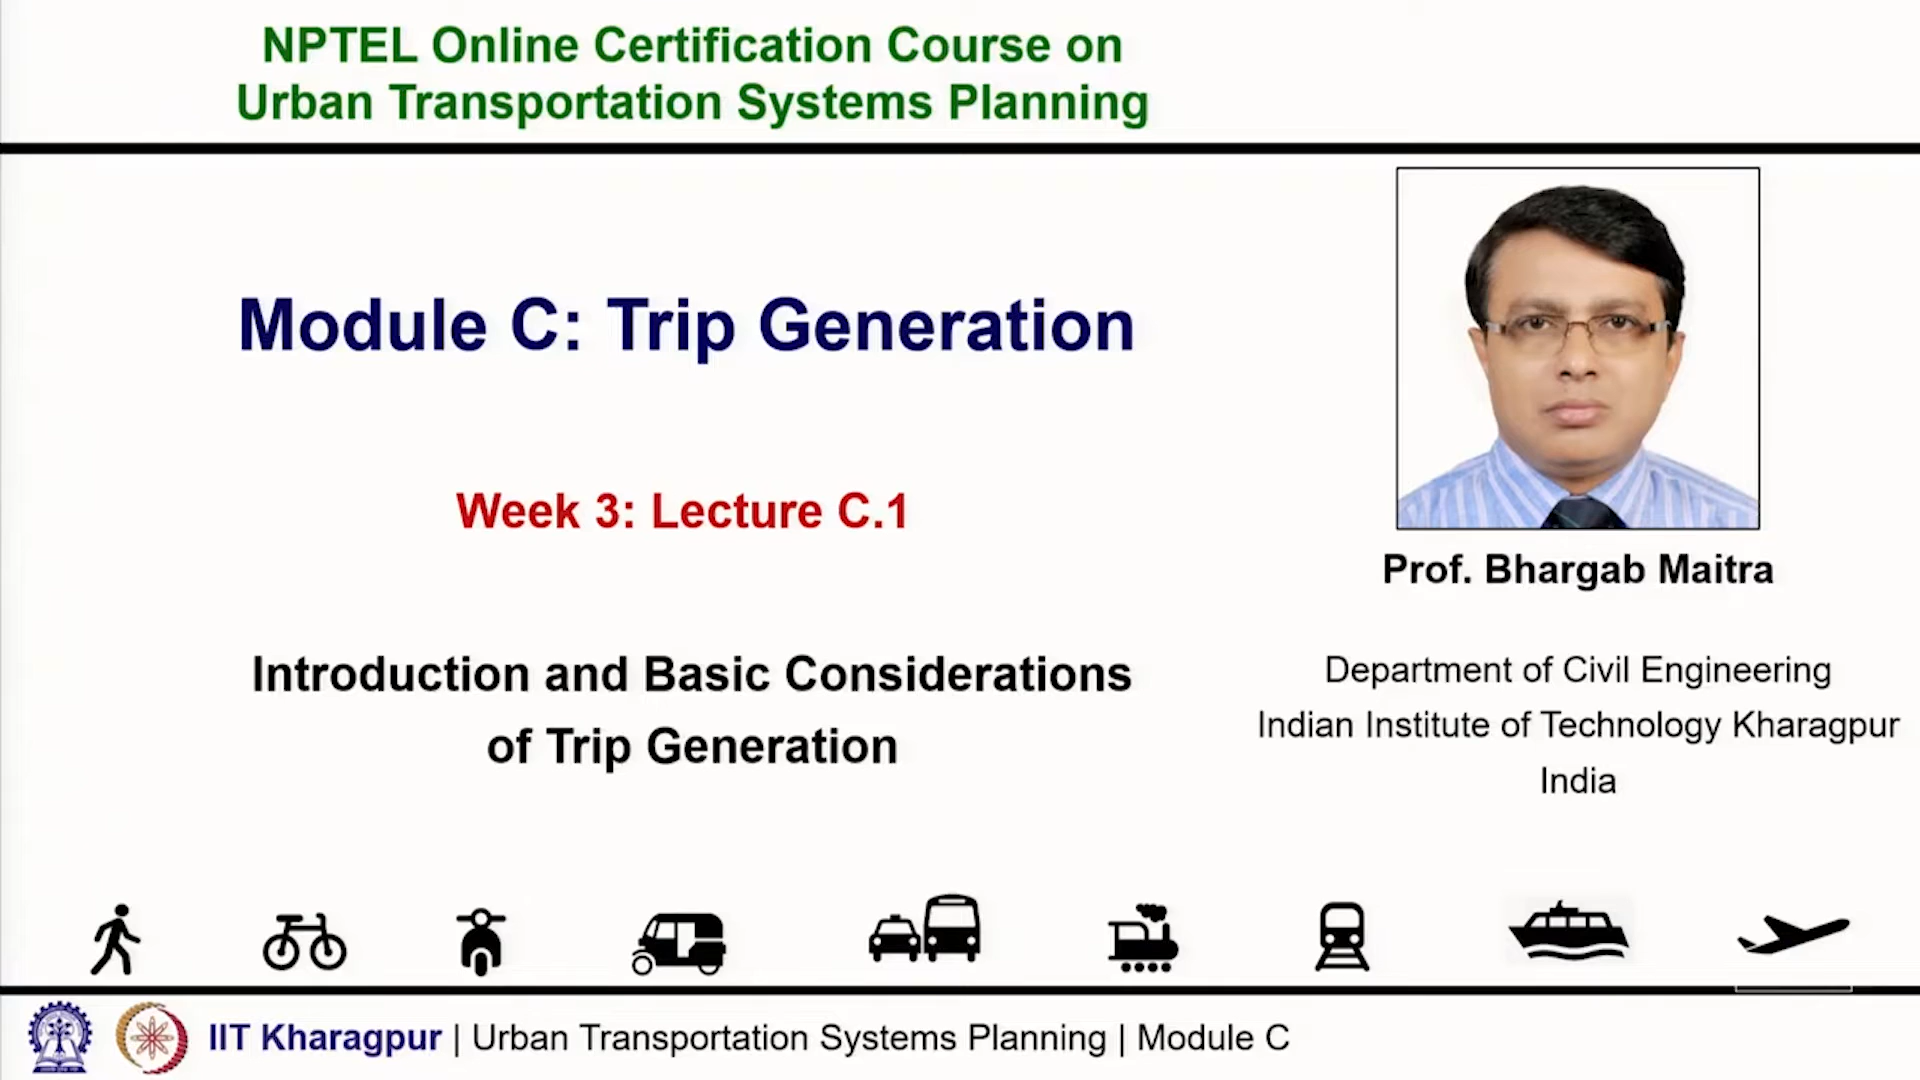 NPTEL Online Certification Course on
Urban Transportation Systems Planning
Module C: Trip Generation
Week 3: Lecture C.1
Introduction and Basic Considerations
of Trip Generation
Prof. Bhargab Maitra
Department of Civil Engineering
Indian Institute of Technology Kharagpur
India
IIT Kharagpur | Urban Transportation Systems Planning | Module C